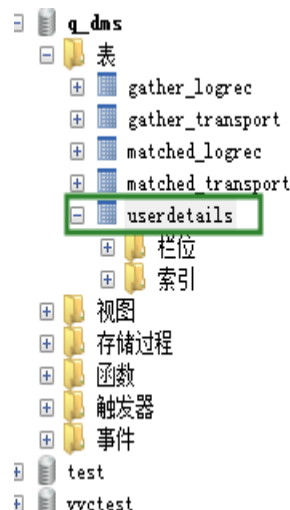 q_dms
表
gather_logrec
gather_transport
matched_logrec
matched_transport
userdetails
栏位
索引
视图
存储过程
函数
触发器
事件
test
yyctest